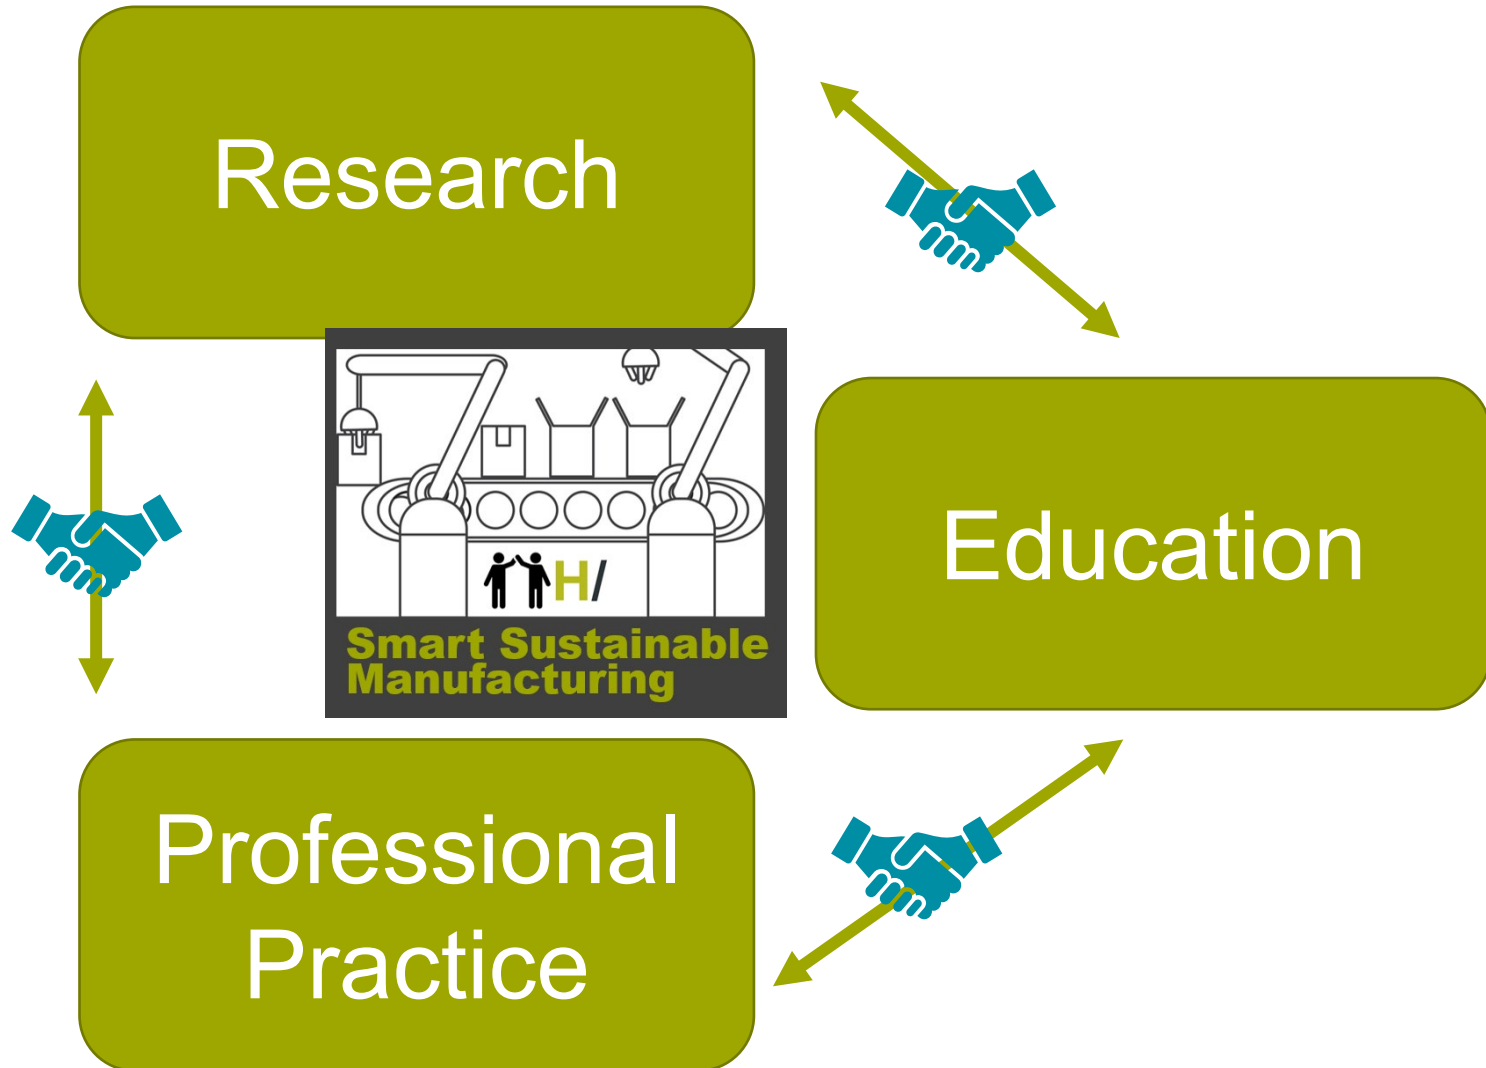 Research
H/
Smart Sustainable
Manufacturing
Education
Professional
Practice